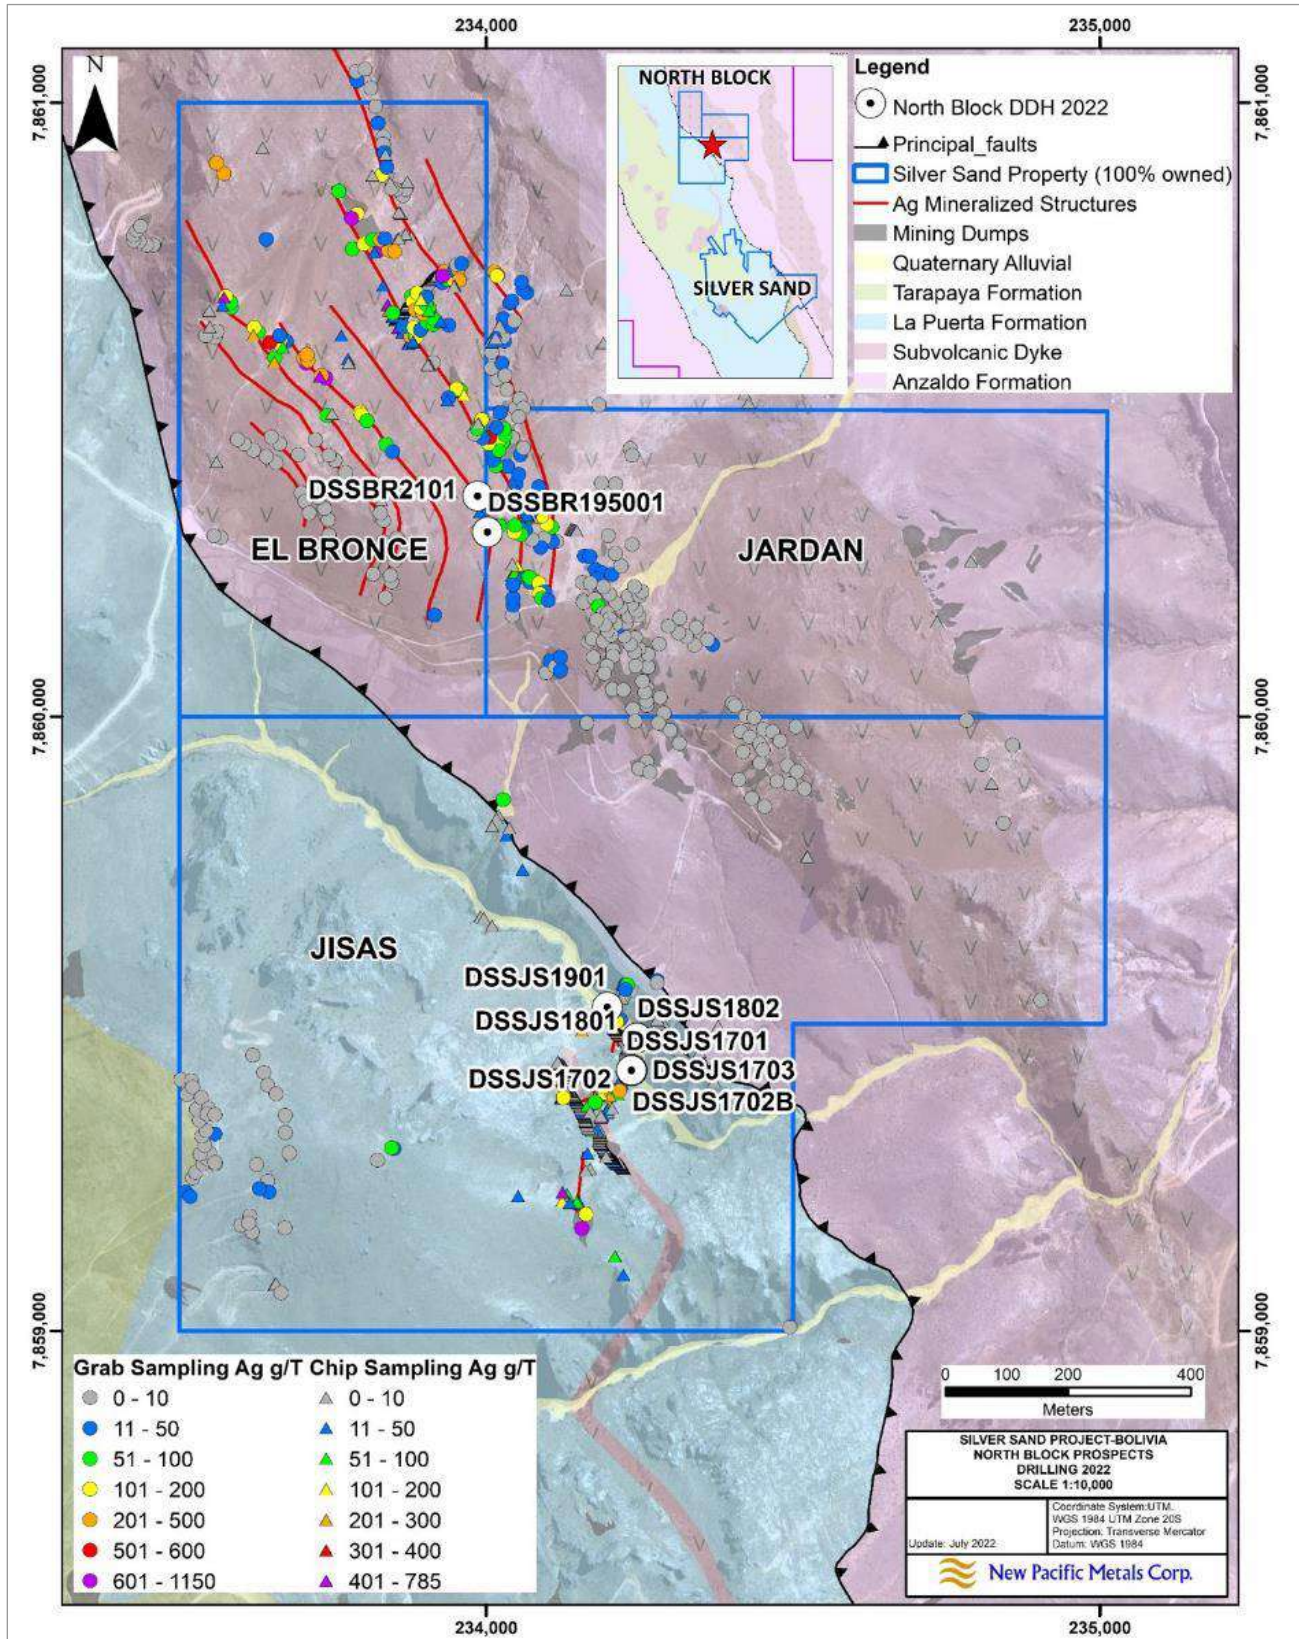 234,000
235,000
N
7,861,000
7,861,000
NORTH BLOCK
SILVER SAND
Legend
North Block DDH 2022
Principal_faults
Silver Sand Property (100% owned)
Ag Mineralized Structures
Mining Dumps
Quaternary Alluvial
Tarapaya Formation
La Puerta Formation
Subvolcanic Dyke
Anzaldo Formation
DSSBR2101
DSSBR195001
EL BRONCE
JARDAN
7,860,000
7,860,000
JISAS
DSSJS1901
DSSJS1802
DSSJS1801
DSSJS1701
DSSJS1703
DSSJS1702
DSSJS1702B
7,859,000
7,859,000
Grab Sampling Ag g/T Chip Sampling Ag g/T
0 - 10 0 - 10
11 - 50 11 - 50
51 - 100 51 - 100
101 - 200 101 - 200
201 - 500 201 - 300
501 - 600 301 - 400
601 - 1150 401 - 785
0 100 200 400
Meters
SILVER SAND PROJECT-BOLIVIA
NORTH BLOCK PROSPECTS
DRILLING 2022
SCALE 1:10,000
Update: July 2022
Coordinate System:UTM.
WGS 1984 UTM Zone 20S
Projection: Transverse Mercator
Datum: WGS 1984
New Pacific Metals Corp.
234,000
235,000